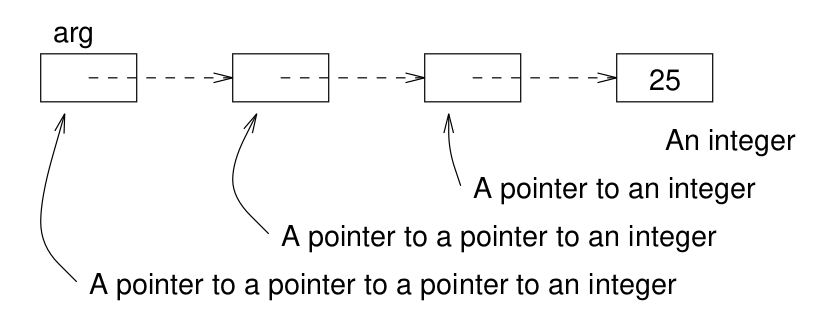 arg
25
An integer
A pointer to an integer
A pointer to a pointer to an integer
A pointer to a pointer to a pointer to an integer